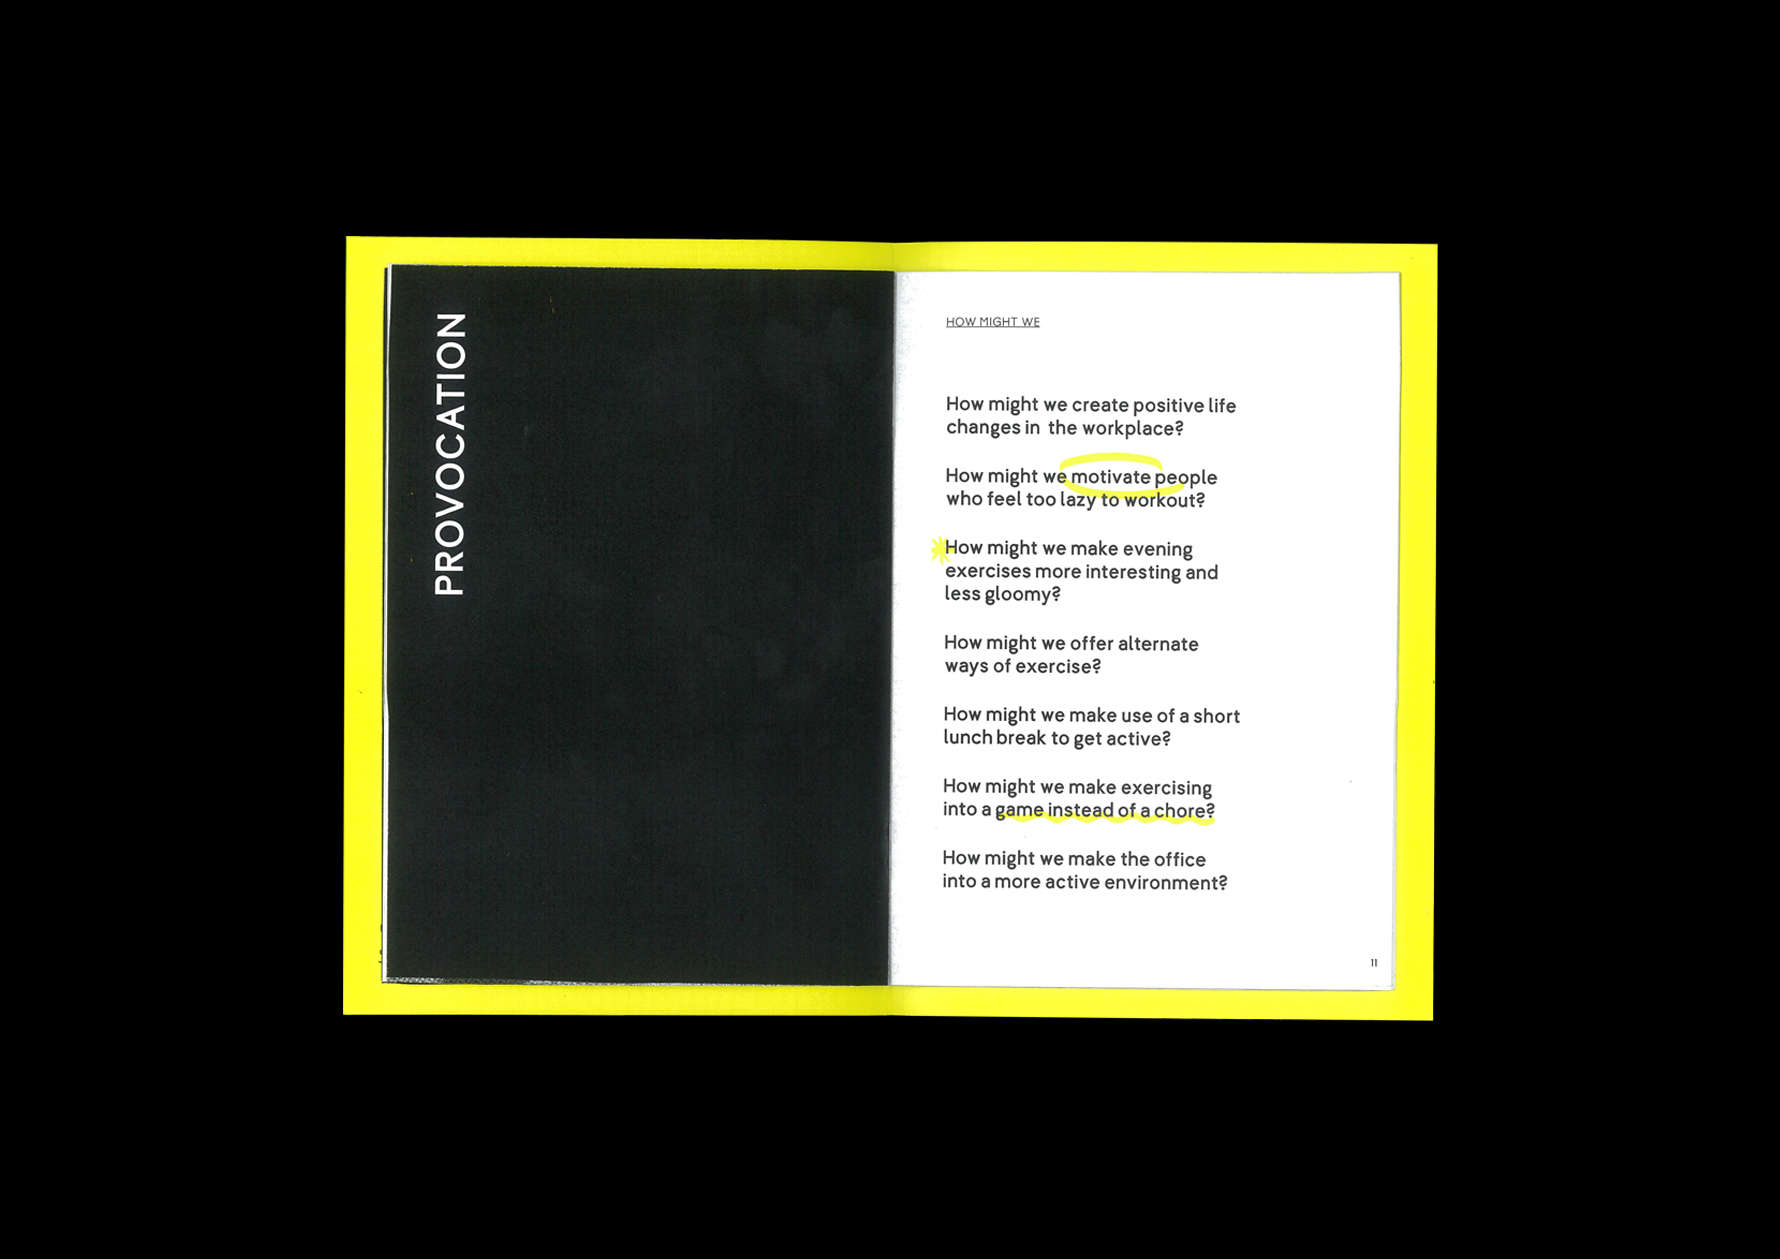 PROVOCATION
HOW MIGHT WE
How might we create positive life
changes in the workplace?
How might we motivate people
who feel too lazy to workout?
How might we make evening
exercises more interesting and
less gloomy?
How might we offer alternate
ways of exercise?
How might we make use of a short
lunch break to get active?
How might we make exercising
into a game instead of a chore?
How might we make the office
into a more active environment?
11